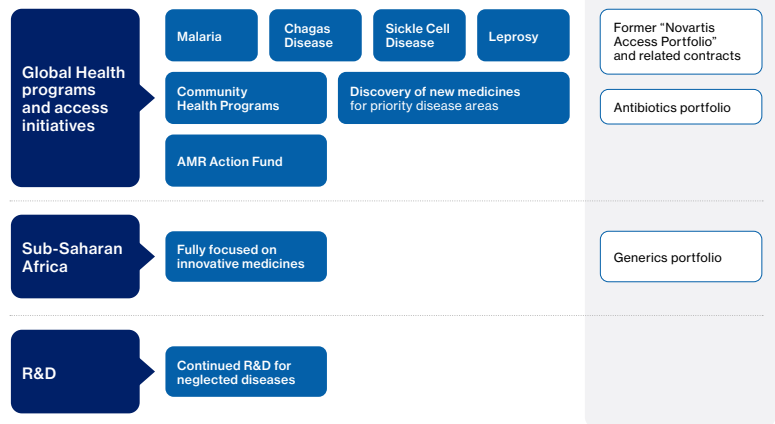 Global Health
programs
and access
initiatives
Malaria
Chagas
Disease
Sickle Cell
Disease
Leprosy
Community
Health Programs
Discovery of new medicines
for priority disease areas
AMR Action Fund
Former “Novartis
Access Portfolio”
and related contracts
Antibiotics portfolio
Sub-Saharan
Africa
Fully focused on
innovative medicines
Generics portfolio
R&D
Continued R&D for
neglected diseases